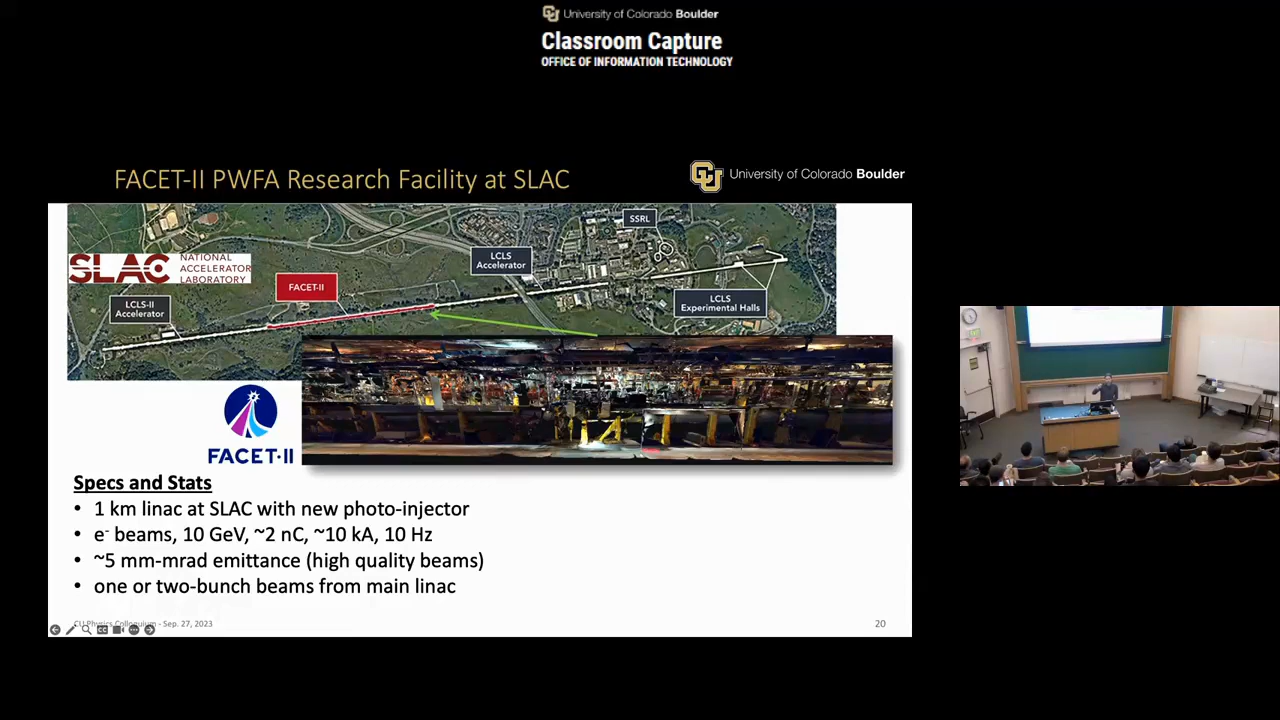 University of Colorado Boulder
Classroom Capture
OFFICE OF INFORMATION TECHNOLOGY
FACET-II PWFA Research Facility at SLAC
University of Colorado Boulder
SLAC
NATIONAL
ACCELERATOR
LABORATORY
LCLS-II
Accelerator
FACET-II
LCLS
Accelerator
SSRL
LCLS
Experimental Halls
FACET-II
Specs and Stats
• 1 km linac at SLAC with new photo-injector
• e- beams, 10 GeV, ~2 nC, ~10 kA, 10 Hz
• ~5 mm-mrad emittance (high quality beams)
• one or two-bunch beams from main linac
CU Physics Colloquium - Sep. 27, 2023
20